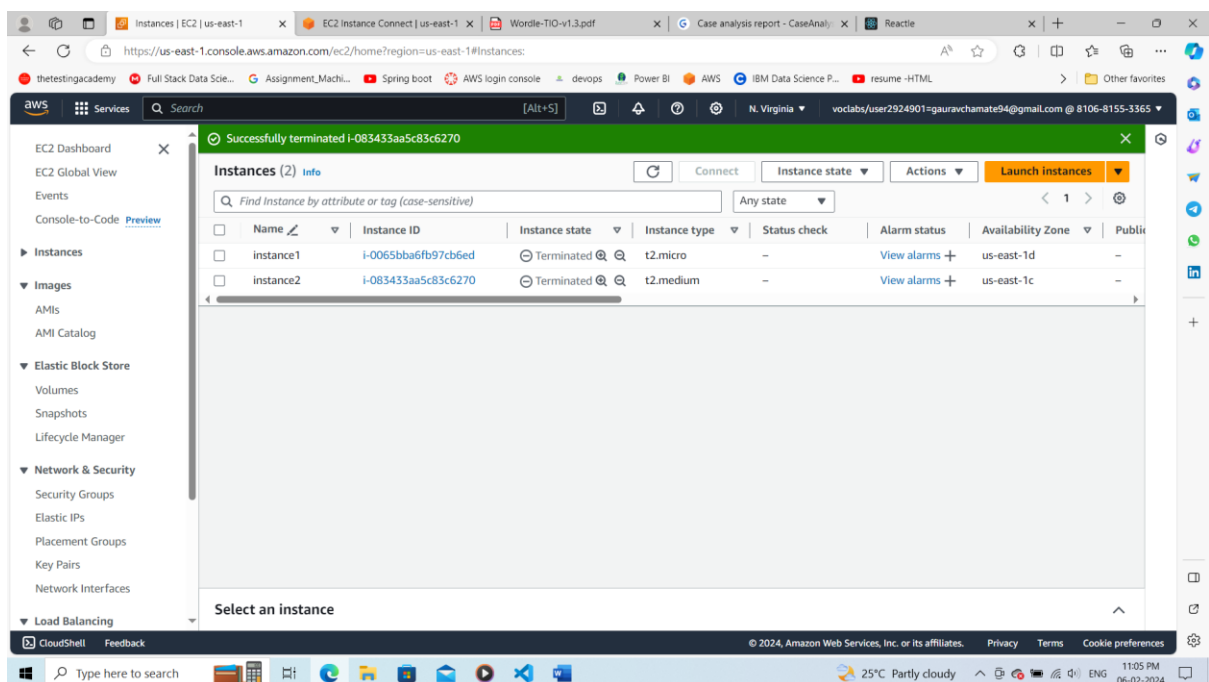 Instances | EC2 | us-east-1
EC2 Instance Connect | us-east-1
Wordle-TIO-v1.3.pdf
Case analysis report - CaseAnaly
Reactle
https://us-east-1.console.aws.amazon.com/ec2/home?region=us-east-1#Instances:
thetestingacademy
Full Stack Data Scie...
Assignment_Machi...
Spring boot
AWS login console
devops
Power BI
AWS
IBM Data Science P...
resume -HTML
Other favorites
aws
Services
Search
[Alt+S]
N. Virginia
voclabs/user2924901=gauravchamate94@gmail.com @ 8106-8155-3365
EC2 Dashboard
EC2 Global View
Events
Console-to-Code Preview
Instances
Images
AMIs
AMI Catalog
Elastic Block Store
Volumes
Snapshots
Lifecycle Manager
Network & Security
Security Groups
Elastic IPs
Placement Groups
Key Pairs
Network Interfaces
Load Balancing
Successfully terminated i-083433aa5c83c6270
Instances (2) Info
Connect
Instance state
Actions
Launch instances
Find Instance by attribute or tag (case-sensitive)
Any state
1
Name Instance ID Instance state Instance type Status check Alarm status Availability Zone Public
instance1 i-0065bba6fb97cb6ed Terminated t2.micro – View alarms + us-east-1d –
instance2 i-083433aa5c83c6270 Terminated t2.medium – View alarms + us-east-1c –
Select an instance
CloudShell Feedback
© 2024, Amazon Web Services, Inc. or its affiliates. Privacy Terms Cookie preferences
Type here to search
25°C Partly cloudy
ENG
11:05 PM
06-02-2024